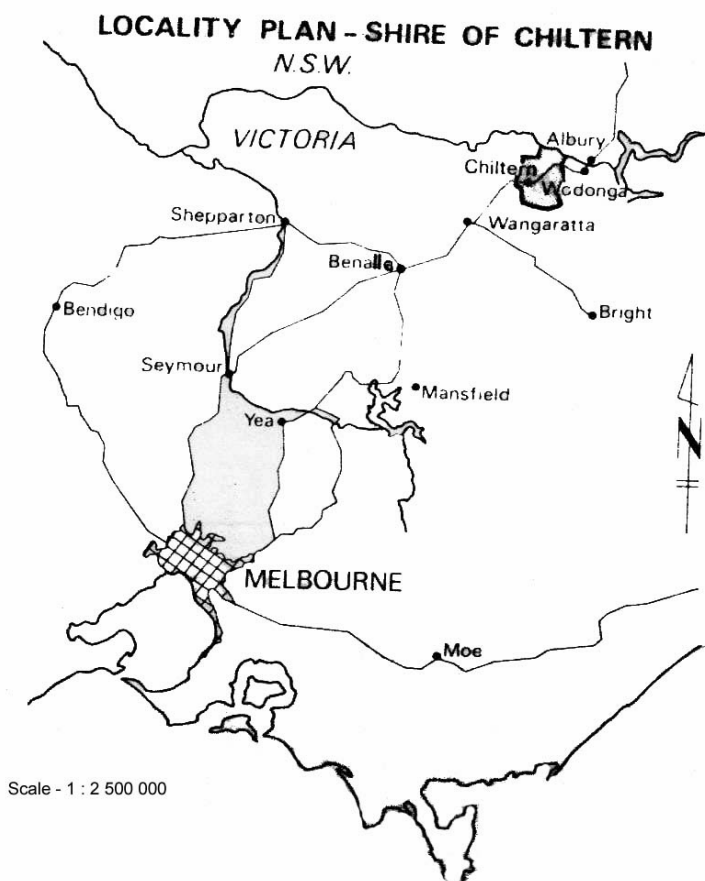 LOCALITY PLAN - SHIRE OF CHILTERN
N.S.W.
VICTORIA
Albury
Chiltern
Wodonga
Shepparton
Wangaratta
Benalla
Bendigo
Bright
Seymour
Mansfield
Yea
N
MELBOURNE
Moe
Scale - 1 : 2 500 000